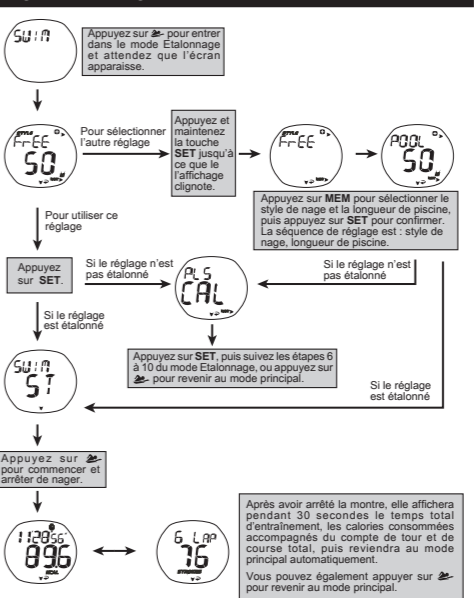 SWIM
Appuyez sur pour entrer
dans le mode Etalonnage
et attendez que l'écran
apparaisse.
STYLE
FrEE
50
Pour sélectionner
l'autre réglage
Appuyez et
maintenez
la touche
SET jusqu'à
ce que le
l'affichage
clignote.
STYLE
FrEE
POOL
50
Appuyez sur MEM pour sélectionner le
style de nage et la longueur de piscine,
puis appuyez sur SET pour confirmer.
La séquence de réglage est : style de
nage, longueur de piscine.
Pour utiliser ce
réglage
Appuyez
sur SET.
Si le réglage n'est
pas étalonné
PLS
CAL
Si le réglage n'est
pas étalonné
Si le réglage
est étalonné
Appuyez sur SET, puis suivez les étapes 6
à 10 du mode Etalonnage, ou appuyez sur
pour revenir au mode principal.
SWIM
ST
Si le réglage
est étalonné
Appuyez sur
pour commencer et
arrêter de nager.
112856
89.6
KCAL
6 LAP
76
STROKES
Après avoir arrêté la montre, elle affichera
pendant 30 secondes le temps total
d'entraînement, les calories consommées
accompagnés du compte de tour et de
course total, puis reviendra au mode
principal automatiquement.
Vous pouvez également appuyer sur
pour revenir au mode principal.